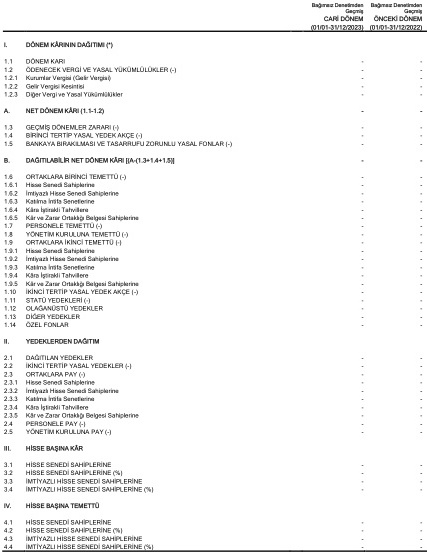 Bağımsız Denetimden Bağımsız Denetimden
Geçmiş Geçmiş
CARİ DÖNEM ÖNCEKİ DÖNEM
(01/01-31/12/2023) (01/01-31/12/2022)
I. DÖNEM KÂRININ DAĞITIMI (*)
1.1 DÖNEM KARI - -
1.2 ÖDENECEK VERGİ VE YASAL YÜKÜMLÜLÜKLER (-) - -
1.2.1 Kurumlar Vergisi (Gelir Vergisi) - -
1.2.2 Gelir Vergisi Kesintisi - -
1.2.3 Diğer Vergi ve Yasal Yükümlülükler - -
A. NET DÖNEM KÂRI (1.1-1.2) - -
1.3 GEÇMİŞ DÖNEMLER ZARARI (-) - -
1.4 BİRİNCİ TERTİP YASAL YEDEK AKÇE (-) - -
1.5 BANKAYA BIRAKILMASI VE TASARRUFU ZORUNLU YASAL FONLAR (-) - -
B. DAĞITILABİLİR NET DÖNEM KÂRI [(A-(1.3+1.4+1.5)] - -
1.6 ORTAKLARA BİRİNCİ TEMETTÜ (-) - -
1.6.1 Hisse Senedi Sahiplerine - -
1.6.2 İmtiyazlı Hisse Senedi Sahiplerine - -
1.6.3 Katılma İntifa Senetlerine - -
1.6.4 Kâra İştirakli Tahvillere - -
1.6.5 Kâr ve Zarar Ortaklığı Belgesi Sahiplerine - -
1.7 PERSONELE TEMETTÜ (-) - -
1.8 YÖNETİM KURULUNA TEMETTÜ (-) - -
1.9 ORTAKLARA İKİNCİ TEMETTÜ (-) - -
1.9.1 Hisse Senedi Sahiplerine - -
1.9.2 İmtiyazlı Hisse Senedi Sahiplerine - -
1.9.3 Katılma İntifa Senetlerine - -
1.9.4 Kâra İştirakli Tahvillere - -
1.9.5 Kâr ve Zarar Ortaklığı Belgesi Sahiplerine - -
1.10 İKİNCİ TERTİP YASAL YEDEK AKÇE (-) - -
1.11 STATÜ YEDEKLERİ (-) - -
1.12 OLAĞANÜSTÜ YEDEKLER - -
1.13 DİĞER YEDEKLER - -
1.14 ÖZEL FONLAR - -
II. YEDEKLERDEN DAĞITIM
2.1 DAĞITILAN YEDEKLER - -
2.2 İKİNCİ TERTİP YASAL YEDEKLER (-) - -
2.3 ORTAKLARA PAY (-) - -
2.3.1 Hisse Senedi Sahiplerine - -
2.3.2 İmtiyazlı Hisse Senedi Sahiplerine - -
2.3.3 Katılma İntifa Senetlerine - -
2.3.4 Kâra İştirakli Tahvillere - -
2.3.5 Kâr ve Zarar Ortaklığı Belgesi Sahiplerine - -
2.4 PERSONELE PAY (-) - -
2.5 YÖNETİM KURULUNA PAY (-) - -
III. HİSSE BAŞINA KÂR
3.1 HİSSE SENEDİ SAHİPLERİNE - -
3.2 HİSSE SENEDİ SAHİPLERİNE (%) - -
3.3 İMTİYAZLI HİSSE SENEDİ SAHİPLERİNE - -
3.4 İMTİYAZLI HİSSE SENEDİ SAHİPLERİNE (%) - -
IV. HİSSE BAŞINA TEMETTÜ
4.1 HİSSE SENEDİ SAHİPLERİNE - -
4.2 HİSSE SENEDİ SAHİPLERİNE (%) - -
4.3 İMTİYAZLI HİSSE SENEDİ SAHİPLERİNE - -
4.4 İMTİYAZLI HİSSE SENEDİ SAHİPLERİNE (%) - -